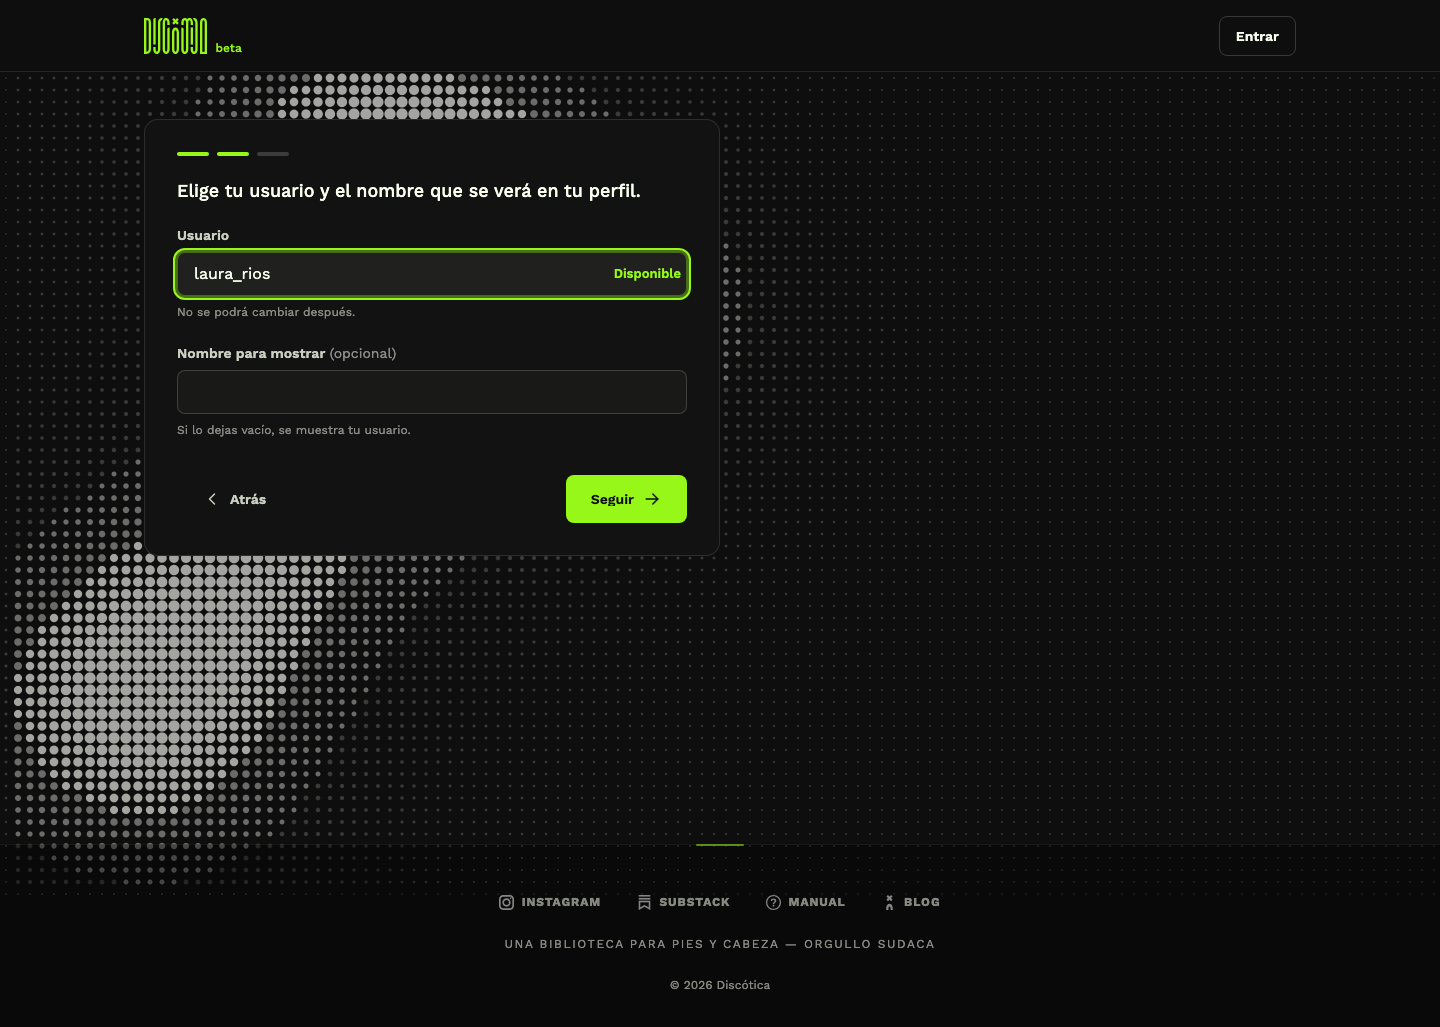 DISCÓTICA beta
Entrar
Elige tu usuario y el nombre que se verá en tu perfil.
Usuario
laura_rios
Disponible
No se podrá cambiar después.
Nombre para mostrar (opcional)
Si lo dejas vacío, se muestra tu usuario.
Atrás
Seguir
INSTAGRAM SUBSTACK MANUAL BLOG
UNA BIBLIOTECA PARA PIES Y CABEZA — ORGULLO SUDACA
© 2026 Discótica